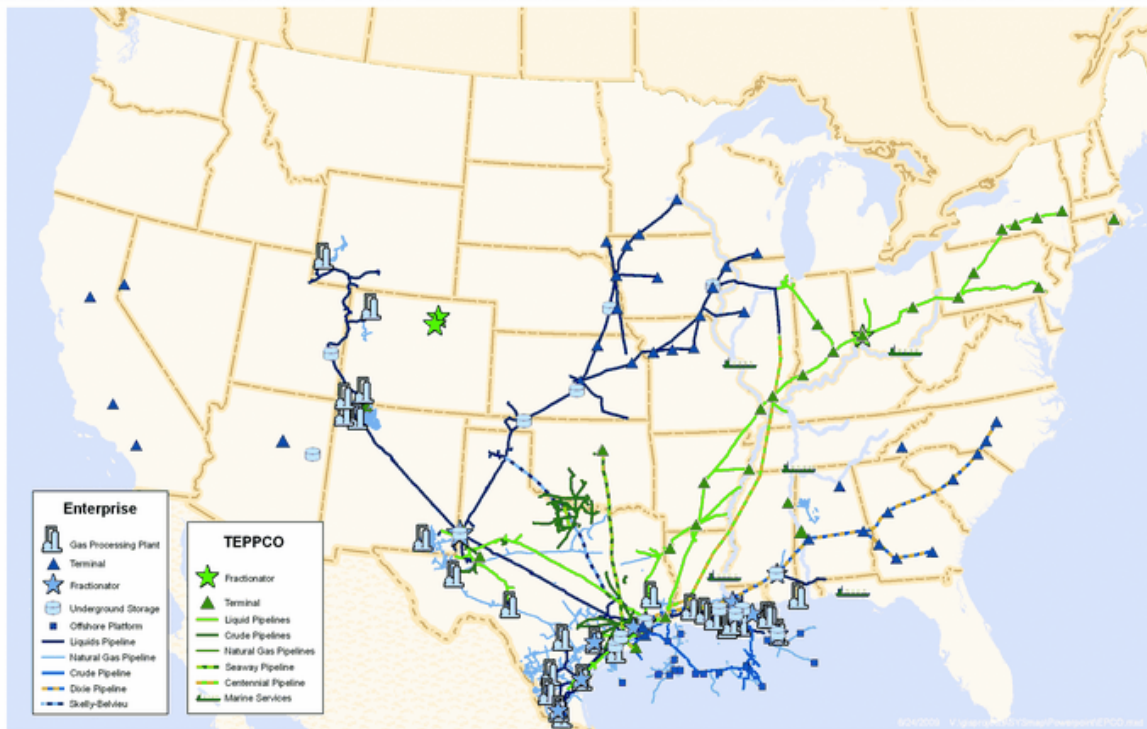 Enterprise
Gas Processing Plant
Terminal
Fractionator
Underground Storage
Offshore Platform
Liquids Pipeline
Natural Gas Pipeline
Crude Pipeline
Dixie Pipeline
Skelly-Belvieu
TEPPCO
Fractionator
Terminal
Liquid Pipelines
Crude Pipelines
Natural Gas Pipelines
Seaway Pipeline
Centennial Pipeline
Marine Services